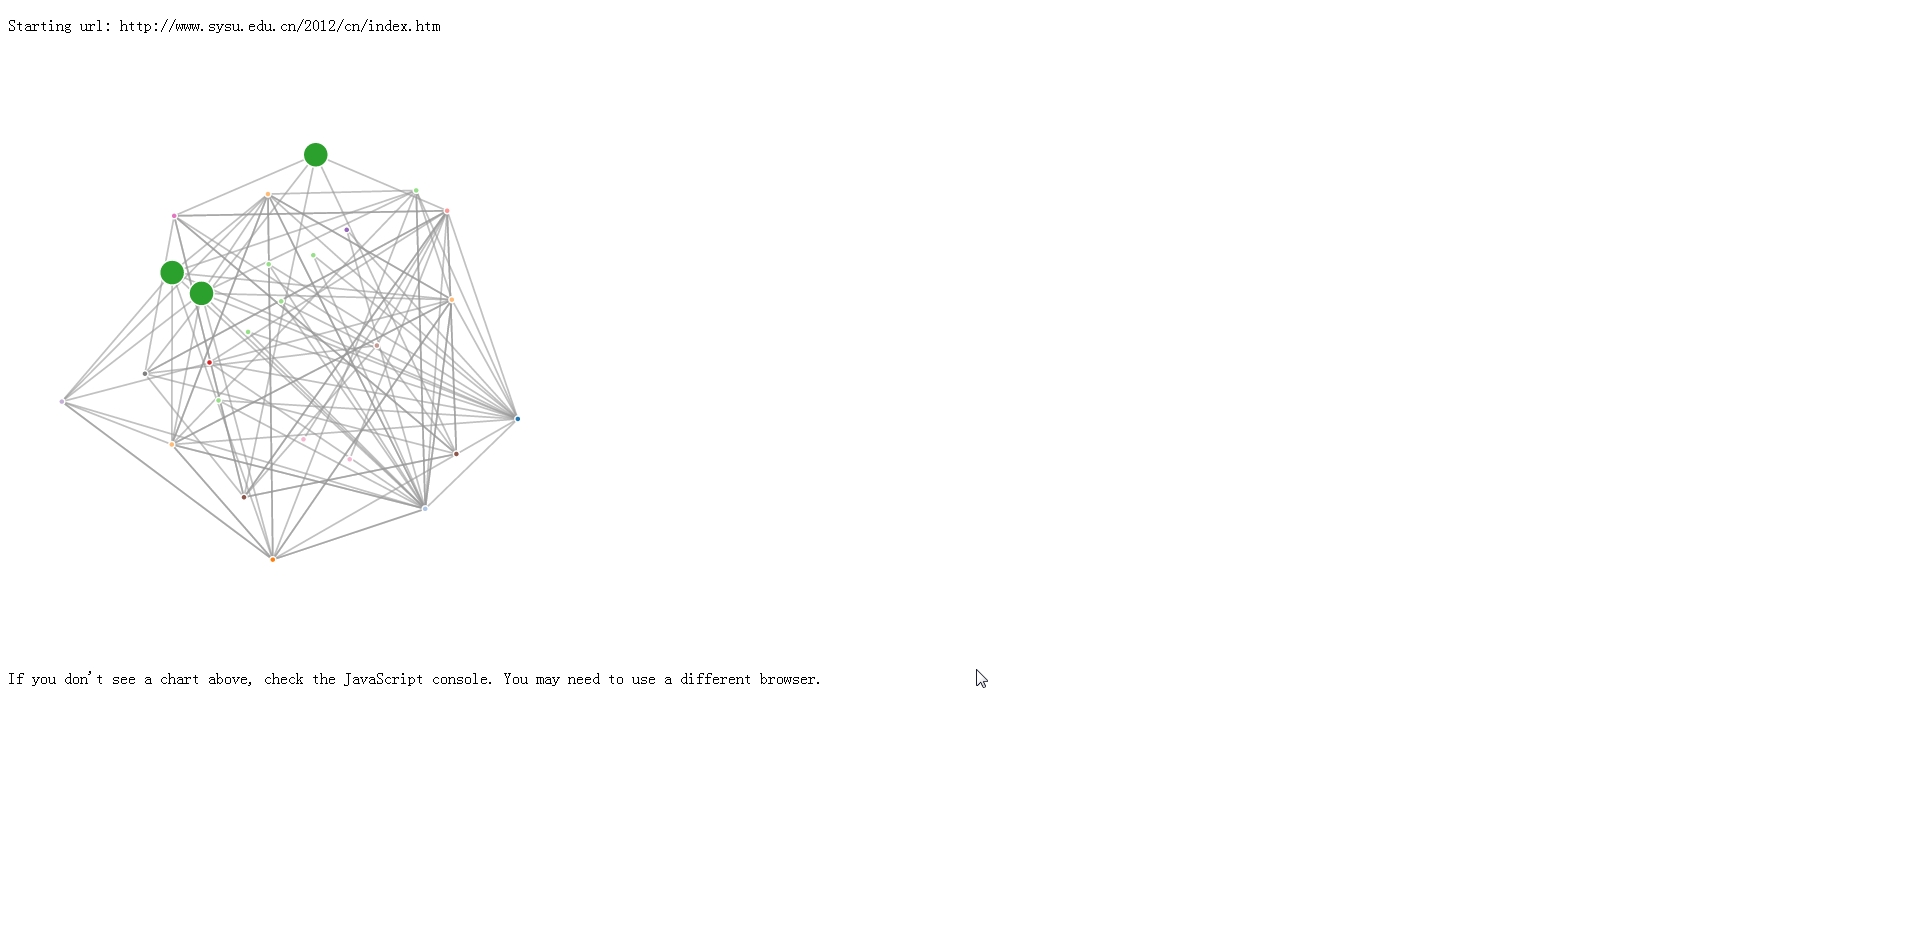 Starting url: http://www.sysu.edu.cn/2012/cn/index.htm
If you don't see a chart above, check the JavaScript console. You may need to use a different browser.